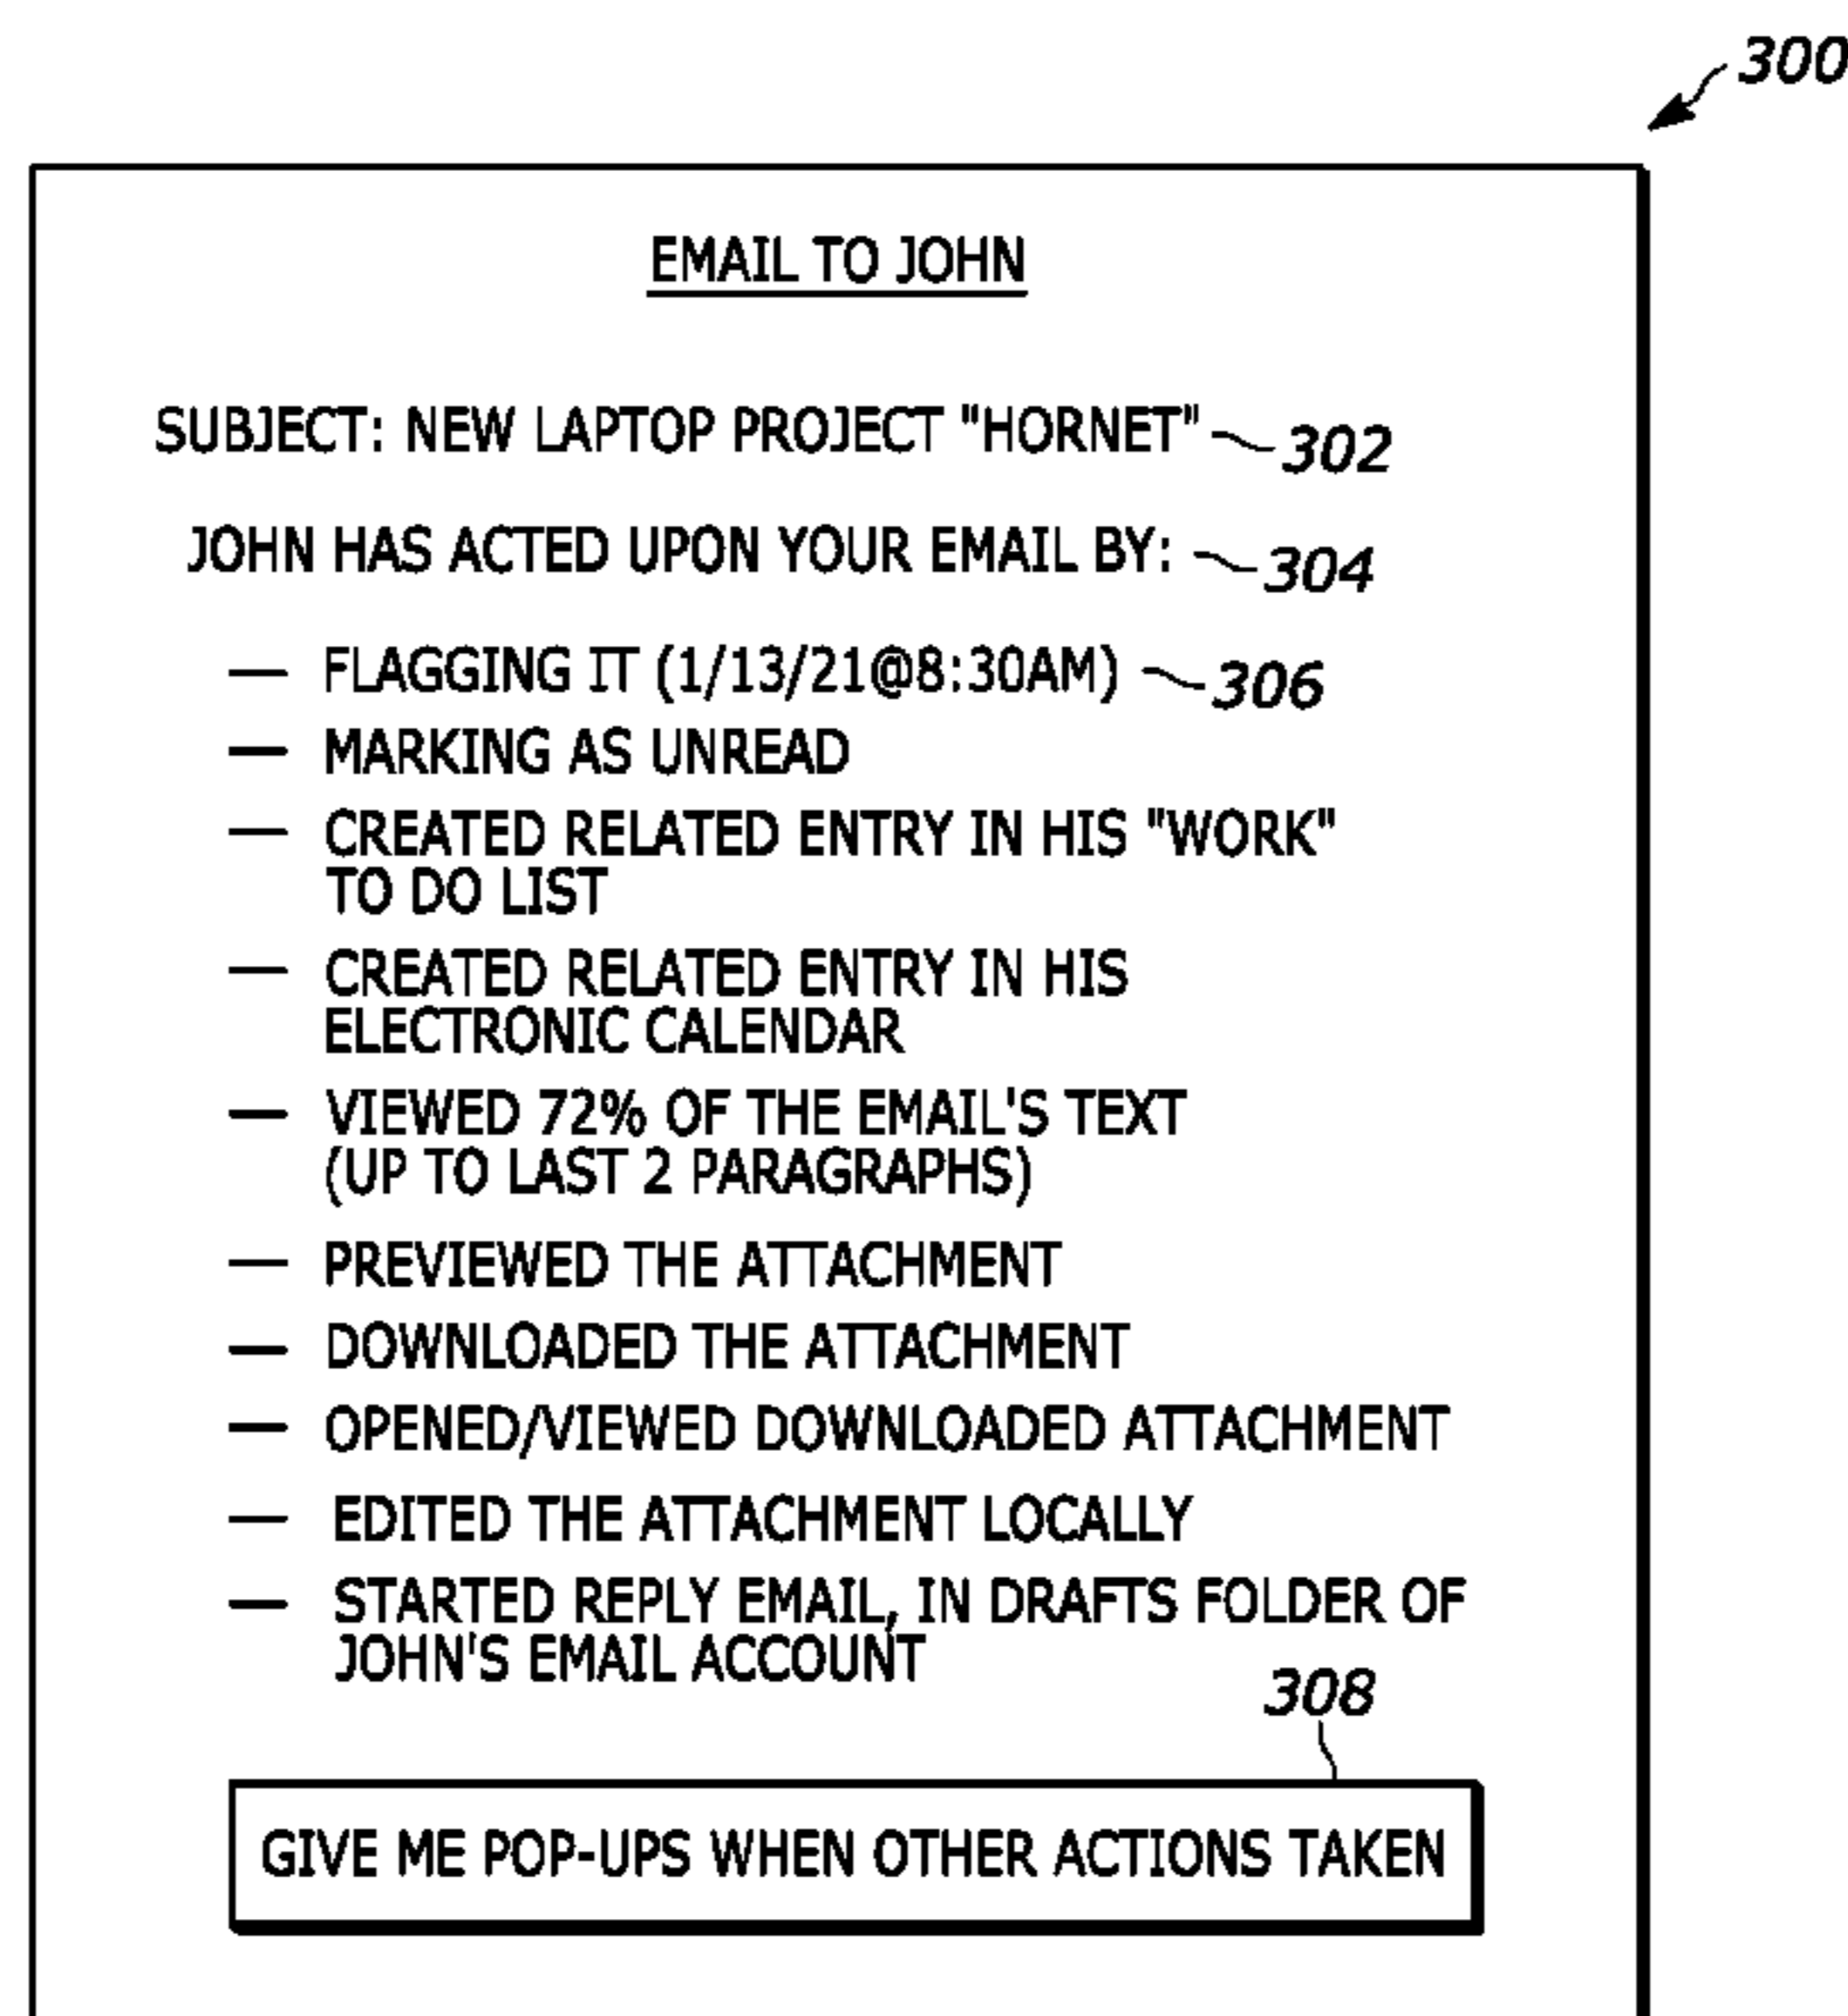 300
EMAIL TO JOHN
SUBJECT: NEW LAPTOP PROJECT "HORNET" 302
JOHN HAS ACTED UPON YOUR EMAIL BY: 304
— FLAGGING IT (1/13/21@8:30AM) 306
— MARKING AS UNREAD
— CREATED RELATED ENTRY IN HIS "WORK"
TO DO LIST
— CREATED RELATED ENTRY IN HIS
ELECTRONIC CALENDAR
— VIEWED 72% OF THE EMAIL'S TEXT
(UP TO LAST 2 PARAGRAPHS)
— PREVIEWED THE ATTACHMENT
— DOWNLOADED THE ATTACHMENT
— OPENED/VIEWED DOWNLOADED ATTACHMENT
— EDITED THE ATTACHMENT LOCALLY
— STARTED REPLY EMAIL, IN DRAFTS FOLDER OF
JOHN'S EMAIL ACCOUNT
308
GIVE ME POP-UPS WHEN OTHER ACTIONS TAKEN